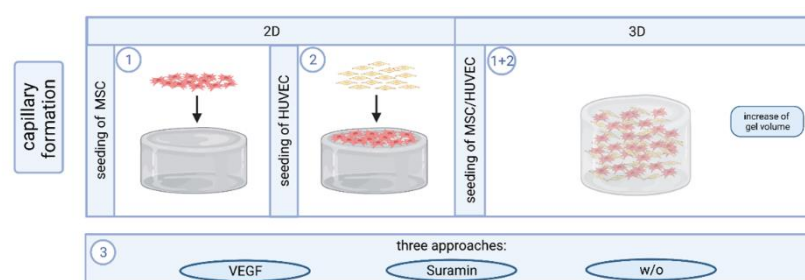 2D
3D
capillary
formation
seeding of MSC
1
seeding of HUVEC
2
seeding of MSC/HUVEC
1+2
increase of
gel volume
3
three approaches:
VEGF
Suramin
w/o